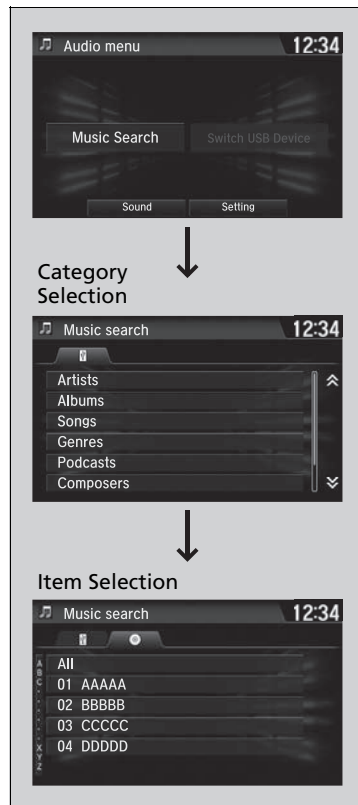 Audio menu 12:34
Music Search Switch USB Device
Sound Setting
Category
Selection
Music search 12:34
Artists
Albums
Songs
Genres
Podcasts
Composers
Item Selection
Music search 12:34
A
B
C
All
01 AAAAA
02 BBBBB
03 CCCCC
04 DDDDD
X
Y
Z